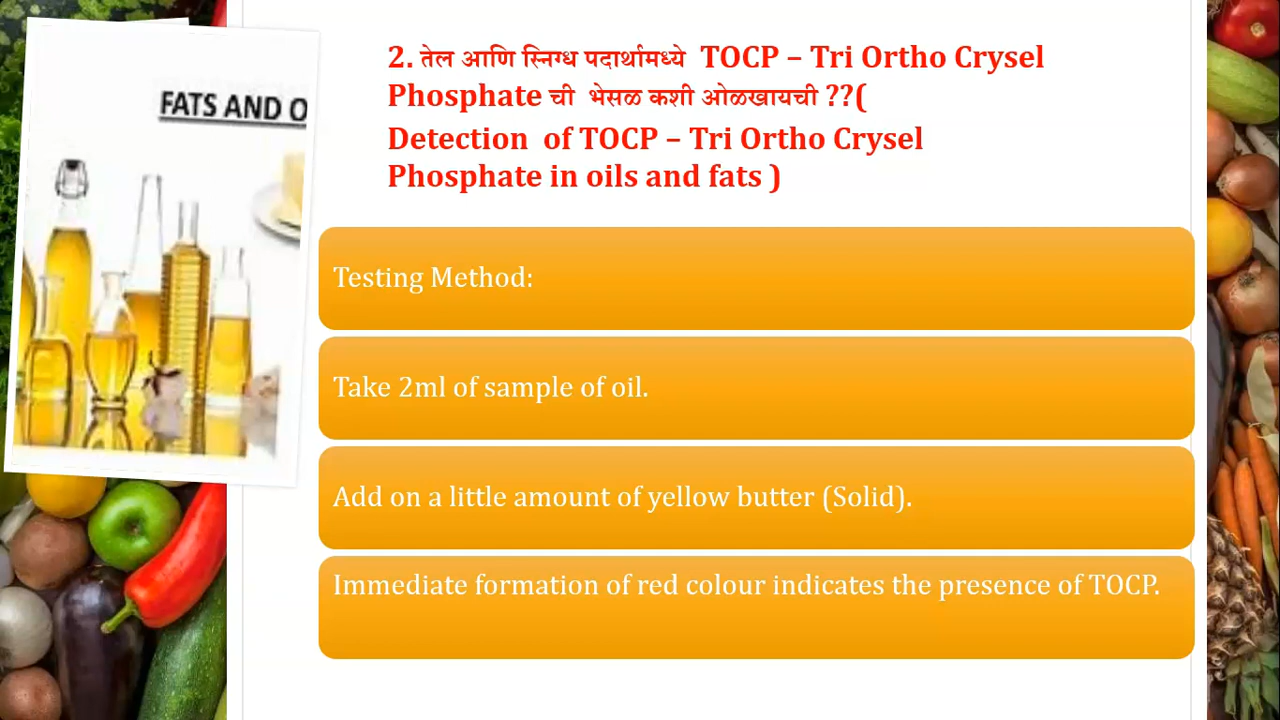 2. तेल आणि स्निग्ध पदार्थामध्ये TOCP – Tri Ortho Crysel
Phosphate ची भेसळ कशी ओळखायची ??(
Detection of TOCP – Tri Ortho Crysel
Phosphate in oils and fats )
FATS AND O
Testing Method:
Take 2ml of sample of oil.
Add on a little amount of yellow butter (Solid).
Immediate formation of red colour indicates the presence of TOCP.